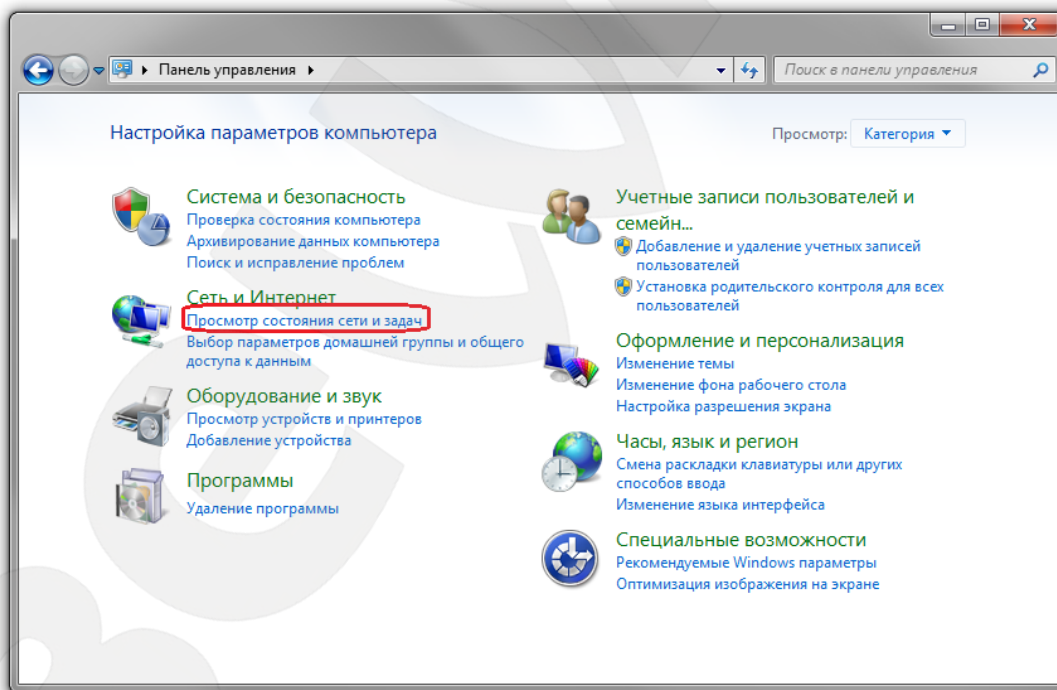 Панель управления
Поиск в панели управления
Настройка параметров компьютера
Просмотр: Категория
Система и безопасность
Проверка состояния компьютера
Архивирование данных компьютера
Поиск и исправление проблем
Сеть и Интернет
Просмотр состояния сети и задач
Выбор параметров домашней группы и общего
доступа к данным
Оборудование и звук
Просмотр устройств и принтеров
Добавление устройства
Программы
Удаление программы
Учетные записи пользователей и
семейн...
Добавление и удаление учетных записей
пользователей
Установка родительского контроля для всех
пользователей
Оформление и персонализация
Изменение темы
Изменение фона рабочего стола
Настройка разрешения экрана
Часы, язык и регион
Смена раскладки клавиатуры или других
способов ввода
Изменение языка интерфейса
Специальные возможности
Рекомендуемые Windows параметры
Оптимизация изображения на экране